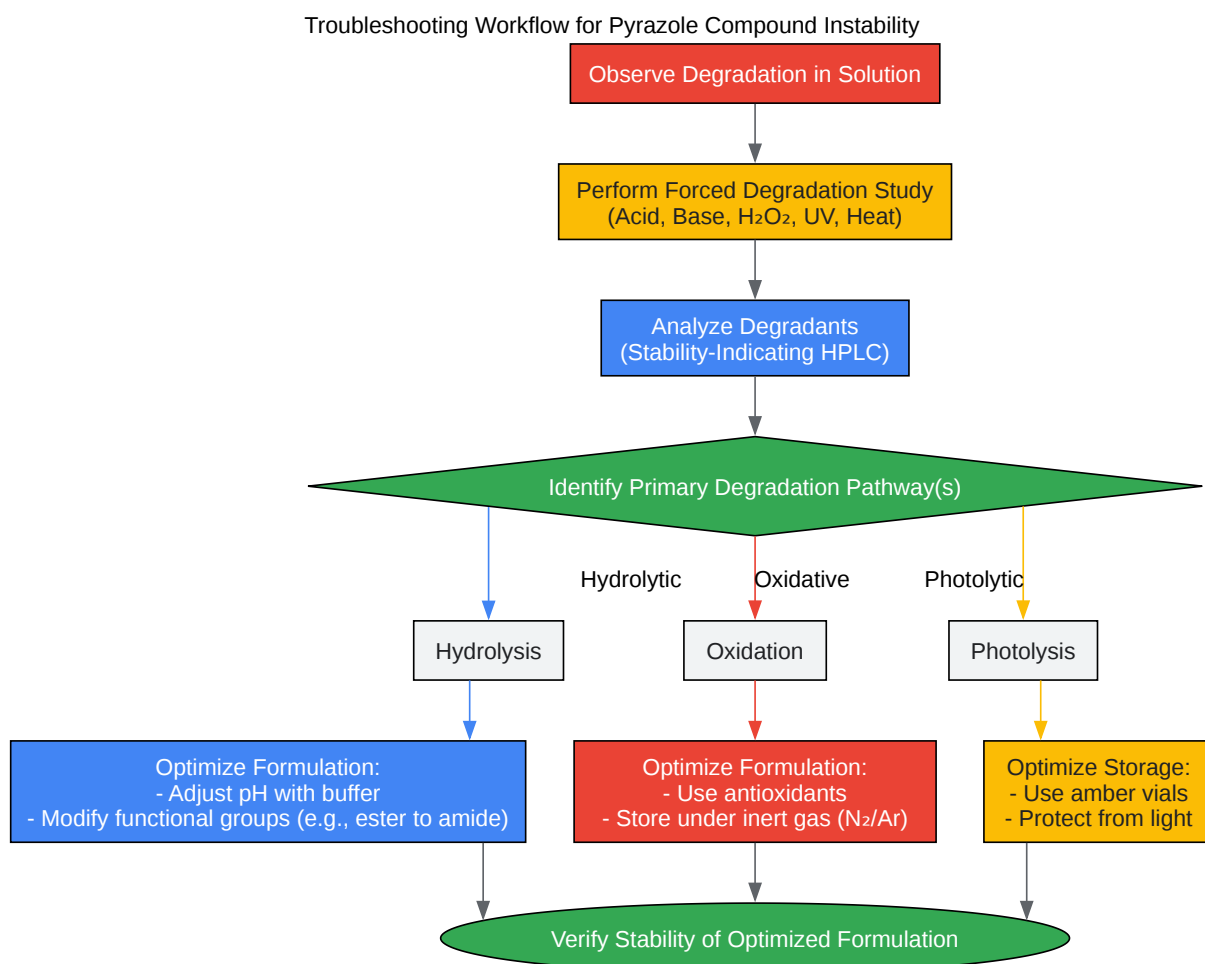 Troubleshooting Workflow for Pyrazole Compound Instability
Observe Degradation in Solution
Perform Forced Degradation Study
(Acid, Base, H₂O₂, UV, Heat)
Analyze Degradants
(Stability-Indicating HPLC)
Identify Primary Degradation Pathway(s)
Hydrolytic
Oxidative
Photolytic
Hydrolysis
Oxidation
Photolysis
Optimize Formulation:
- Adjust pH with buffer
- Modify functional groups (e.g., ester to amide)
Optimize Formulation:
- Use antioxidants
- Store under inert gas (N₂/Ar)
Optimize Storage:
- Use amber vials
- Protect from light
Verify Stability of Optimized Formulation